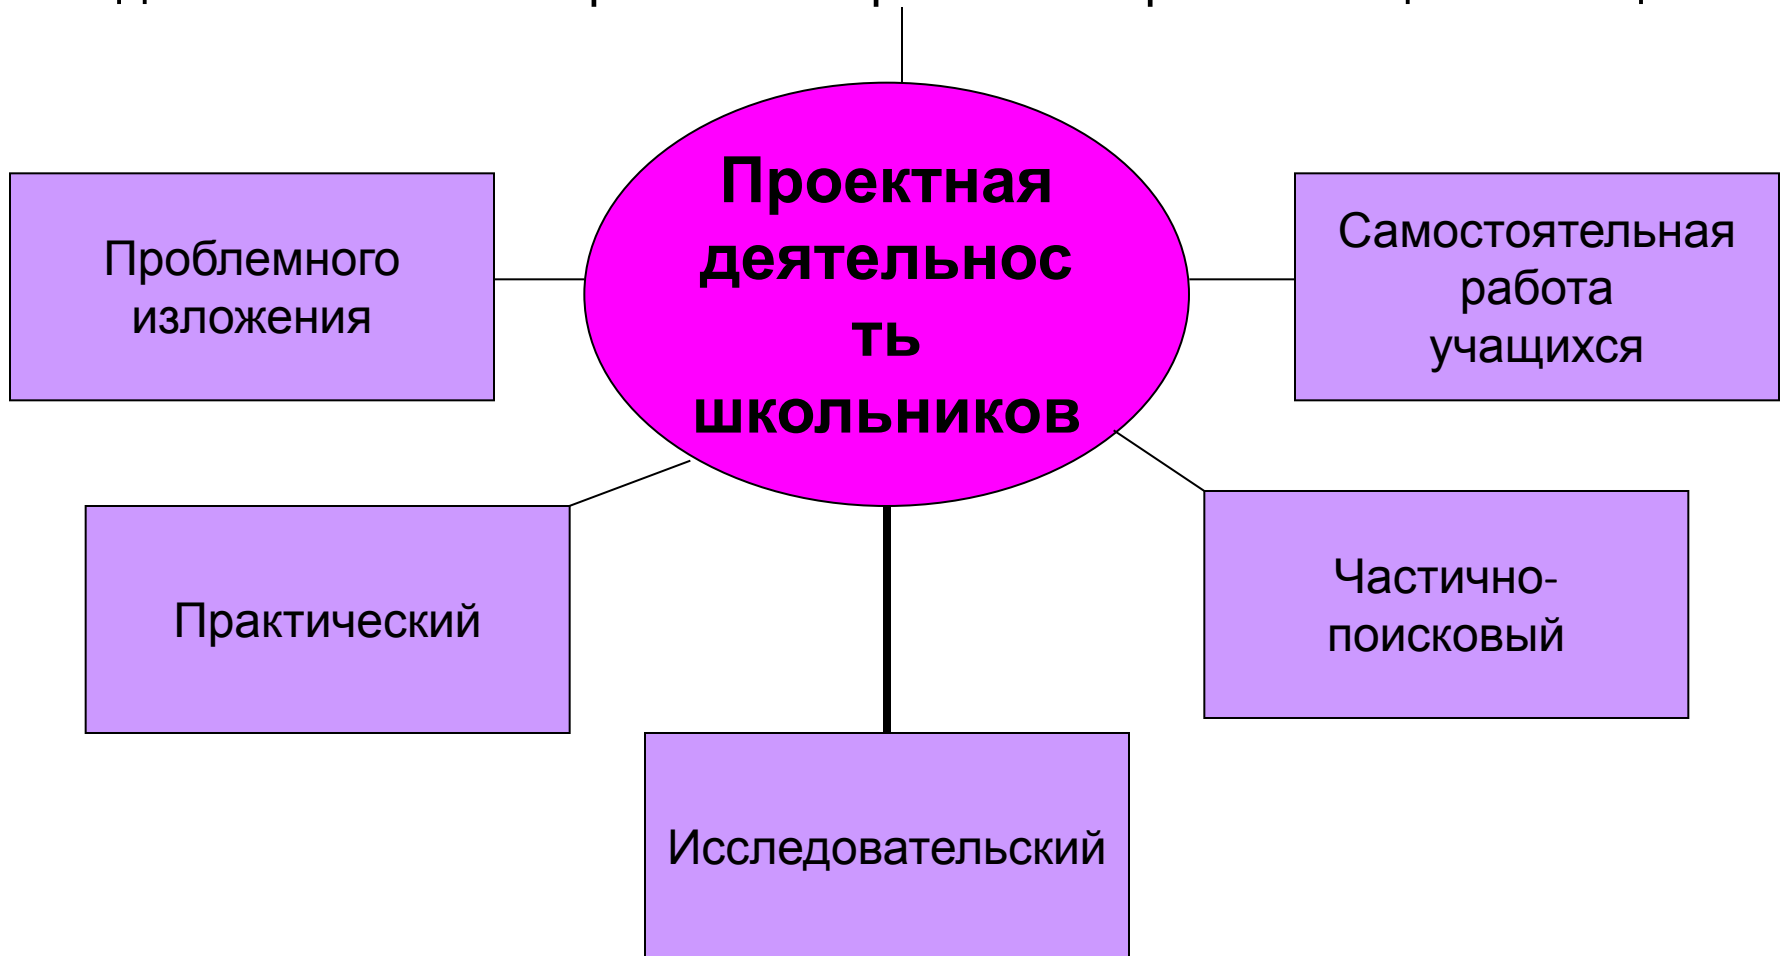 Проектная
деятельнос
ть
школьников
Проблемного
изложения
Самостоятельная
работа
учащихся
Практический
Частично-
поисковый
Исследовательский